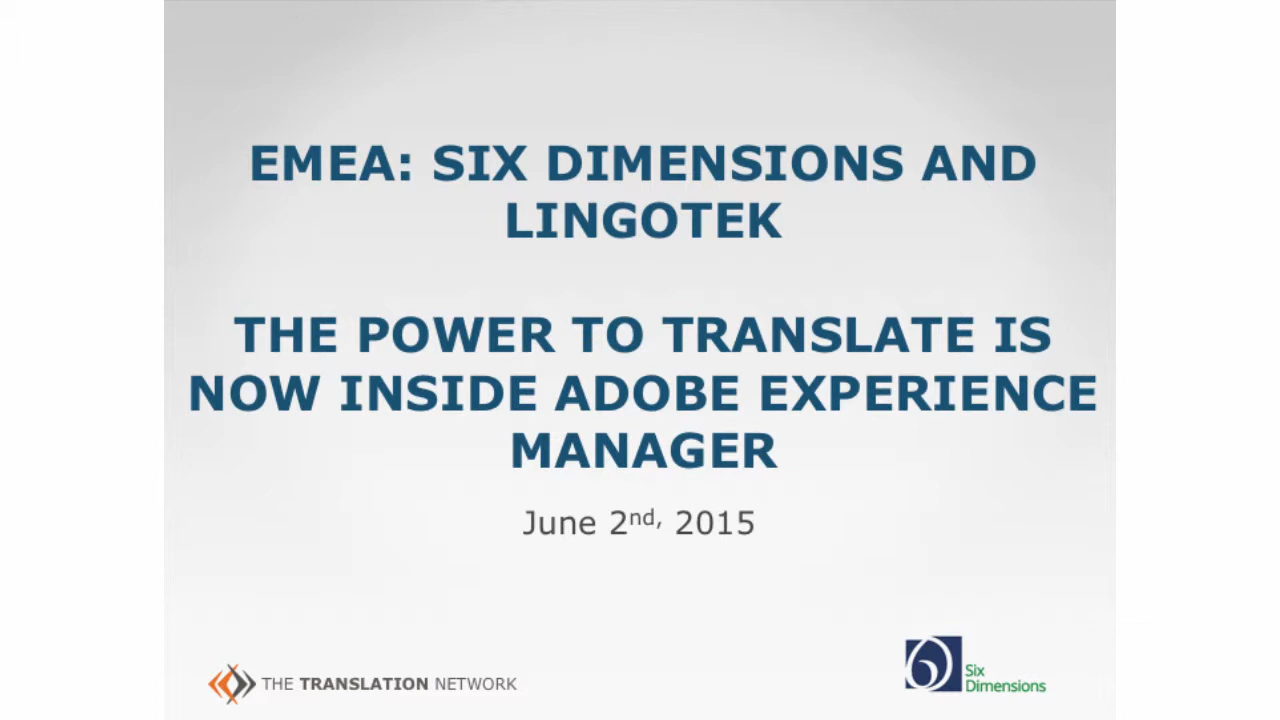 EMEA: SIX DIMENSIONS AND
LINGOTEK
THE POWER TO TRANSLATE IS
NOW INSIDE ADOBE EXPERIENCE
MANAGER
June 2nd, 2015
THE TRANSLATION NETWORK
Six
Dimensions